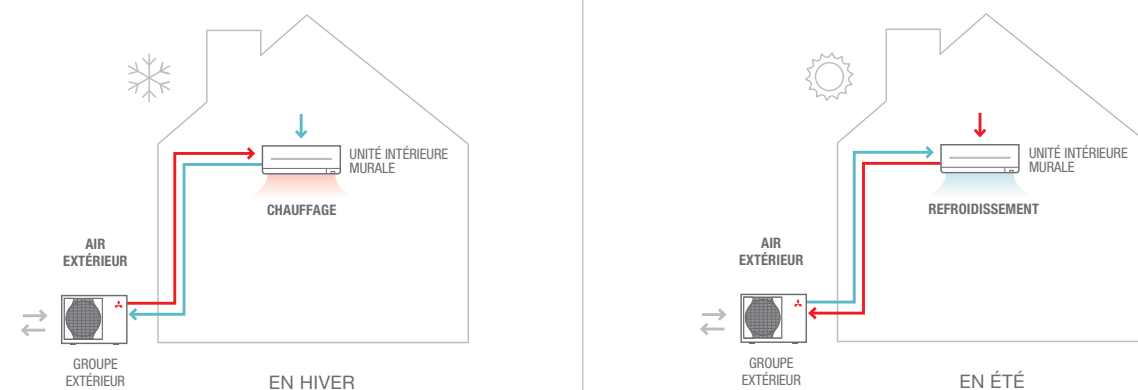 UNITÉ INTÉRIEURE
MURALE
CHAUFFAGE
AIR
EXTÉRIEUR
GROUPE
EXTÉRIEUR
EN HIVER
UNITÉ INTÉRIEURE
MURALE
REFROIDISSEMENT
AIR
EXTÉRIEUR
GROUPE
EXTÉRIEUR
EN ÉTÉ